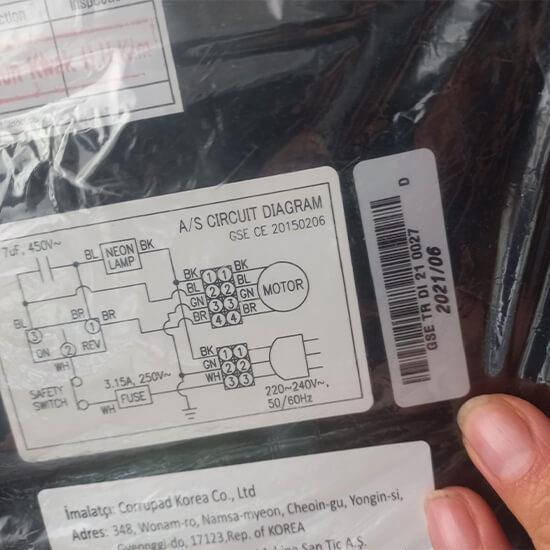 A/S CIRCUIT DIAGRAM
GSE CE 20150206
7uF, 450V~
BL
NEON
LAMP
BK
BK 1 1 BK
BL 2 2 BL
GN 3 3 GN
BR 4 4 BR
MOTOR
BL
BR
BR
3
1
2
ON
REV
WH
BK 1 1
GN 2 2
WH 3 3
SAFETY
SWITCH
3.15A, 250V~
FUSE
WH
220~240V~,
50/60Hz
D
GSE TR DI 21 0027
2021/06
İmalatçı: Corrupad Korea Co., Ltd
Adres: 348, Wonam-ro, Namsa-myeon, Cheoin-gu, Yongin-si,
Gyeonggi-do, 17123,Rep. of KOREA
San Tic A.Ş.